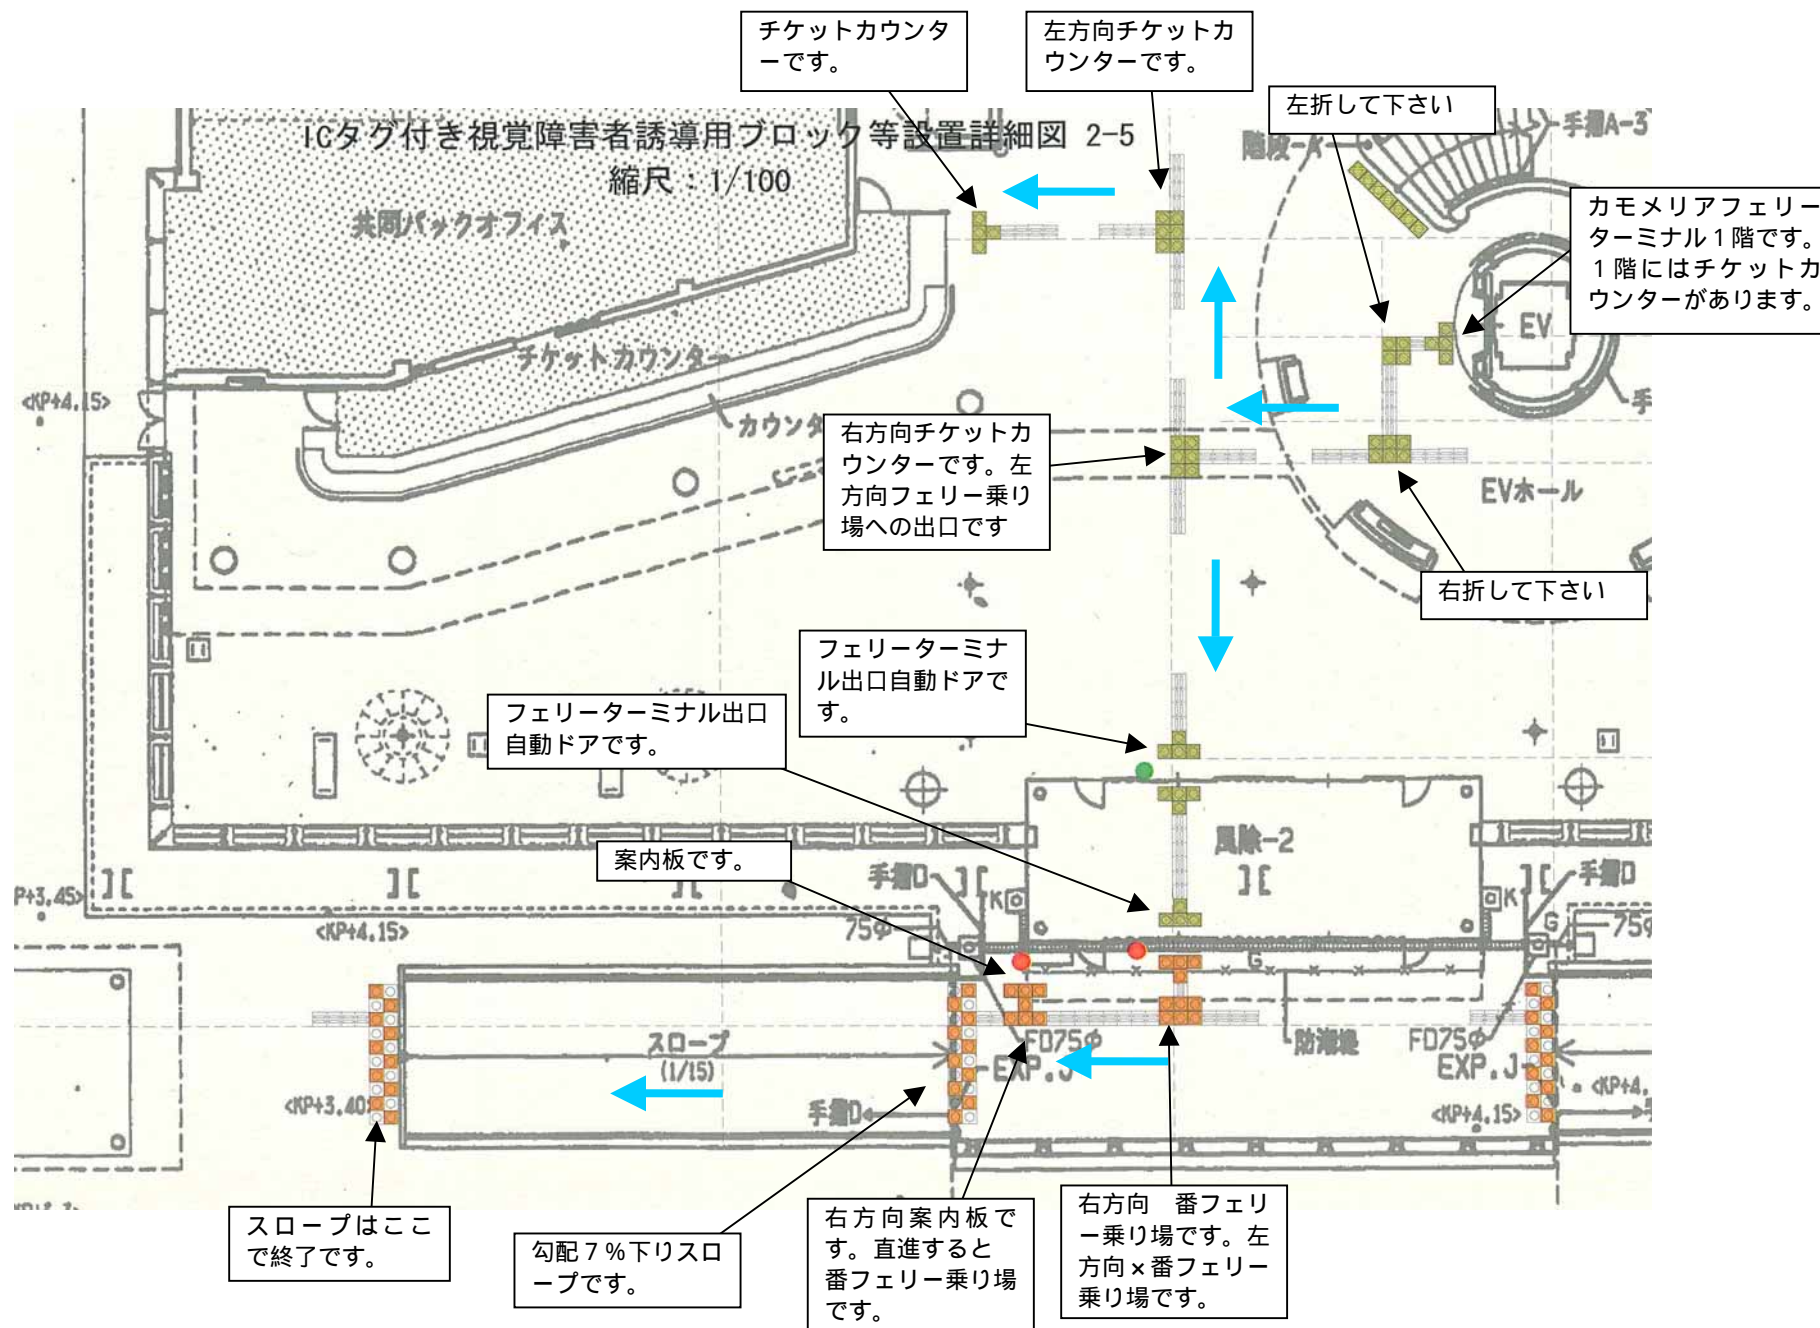 チケットカウンタ
ーです。
左方向チケットカ
ウンターです。
左折して下さい
ICタグ付き視覚障害者誘導用ブロック等設置詳細図 2-5
縮尺：1/100
階段-A
手摺A-3
共同バックオフィス
カモメリアフェリー
ターミナル１階です。
１階にはチケットカ
ウンターがあります。
EV
チケットカウンター
<KP+4.15>
手
カウンタ
右方向チケットカ
ウンターです。左
方向フェリー乗り
場への出口です
EVホール
右折して下さい
フェリーターミナ
ル出口自動ドアで
す。
フェリーターミナル出口
自動ドアです。
風除-2
案内板です。
手摺D
手摺D
P+3.45>
K
K
<KP+4.15>
75φ
G
75φ
G
スロープ
(1/15)
FD75φ
EXP.J
防潮堤
FD75φ
EXP.J
<KP+4.
<KP+3.40>
手摺D
<KP+4.15>
スロープはここ
で終了です。
勾配７％下りスロ
ープです。
右方向案内板で
す。直進すると
番フェリー乗り場
です。
右方向　番フェリ
ー乗り場です。左
方向×番フェリー
乗り場です。